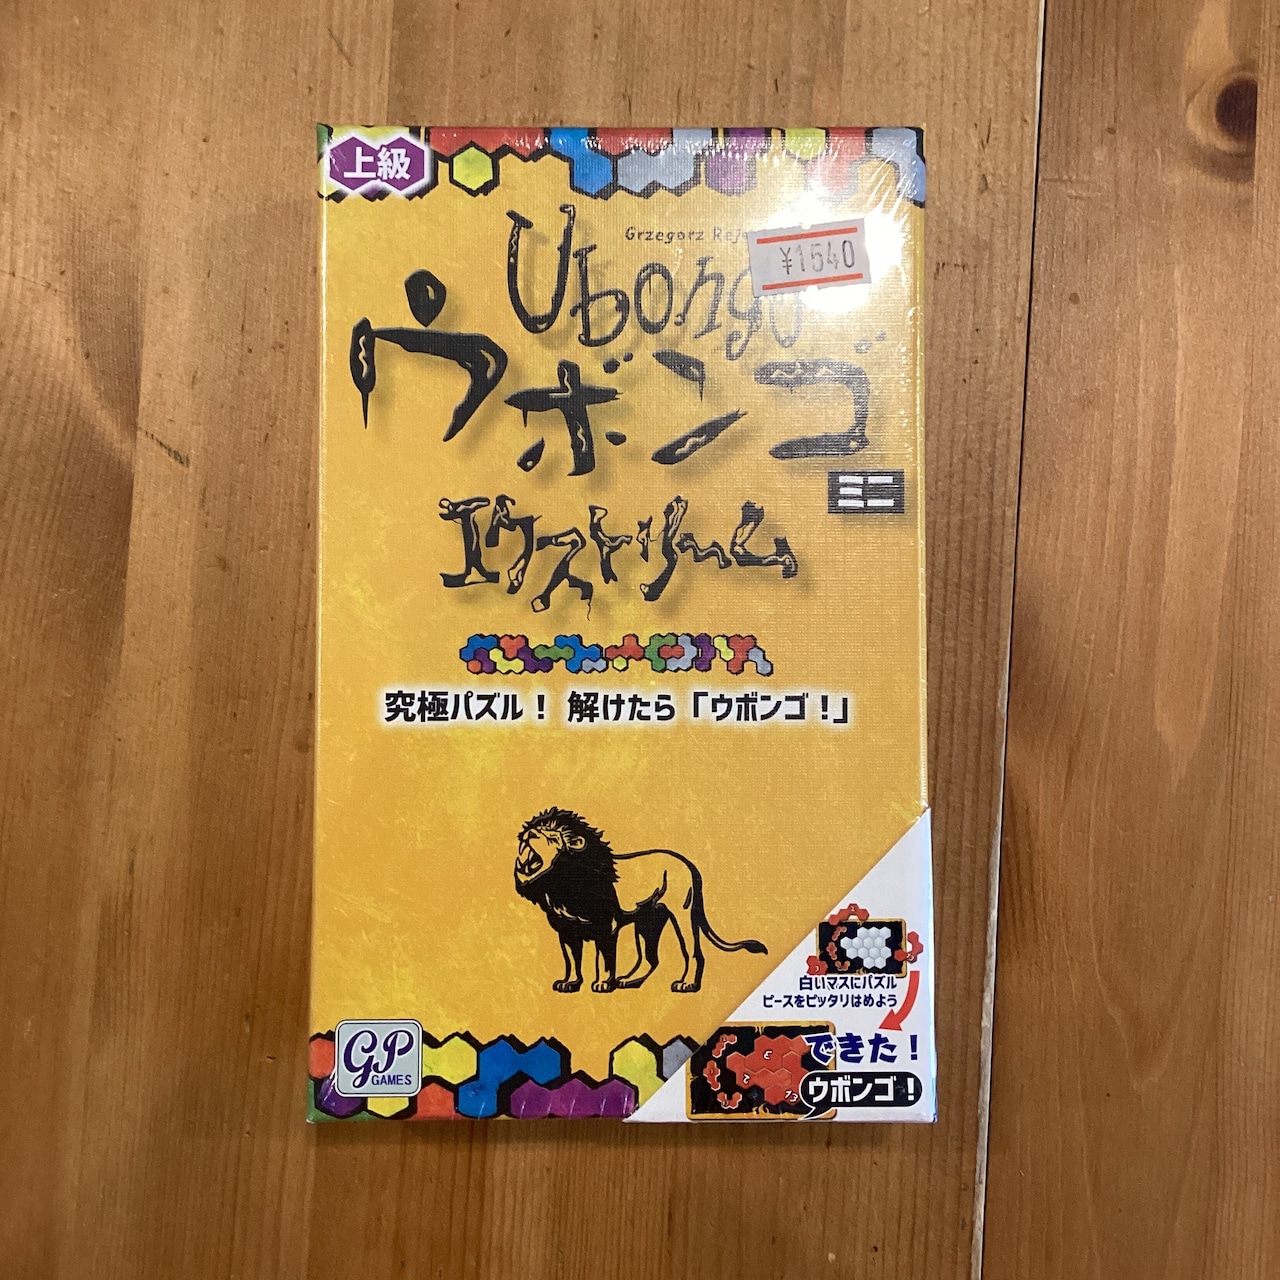 上級
Grzegorz
¥1540
Ubongo
ウボンゴ
ミニ
エクストリーム
究極パズル！ 解けたら「ウボンゴ！」
白いマスにパズル
ピースをピッタリはめよう
できた！
ウボンゴ！
GP
GAMES